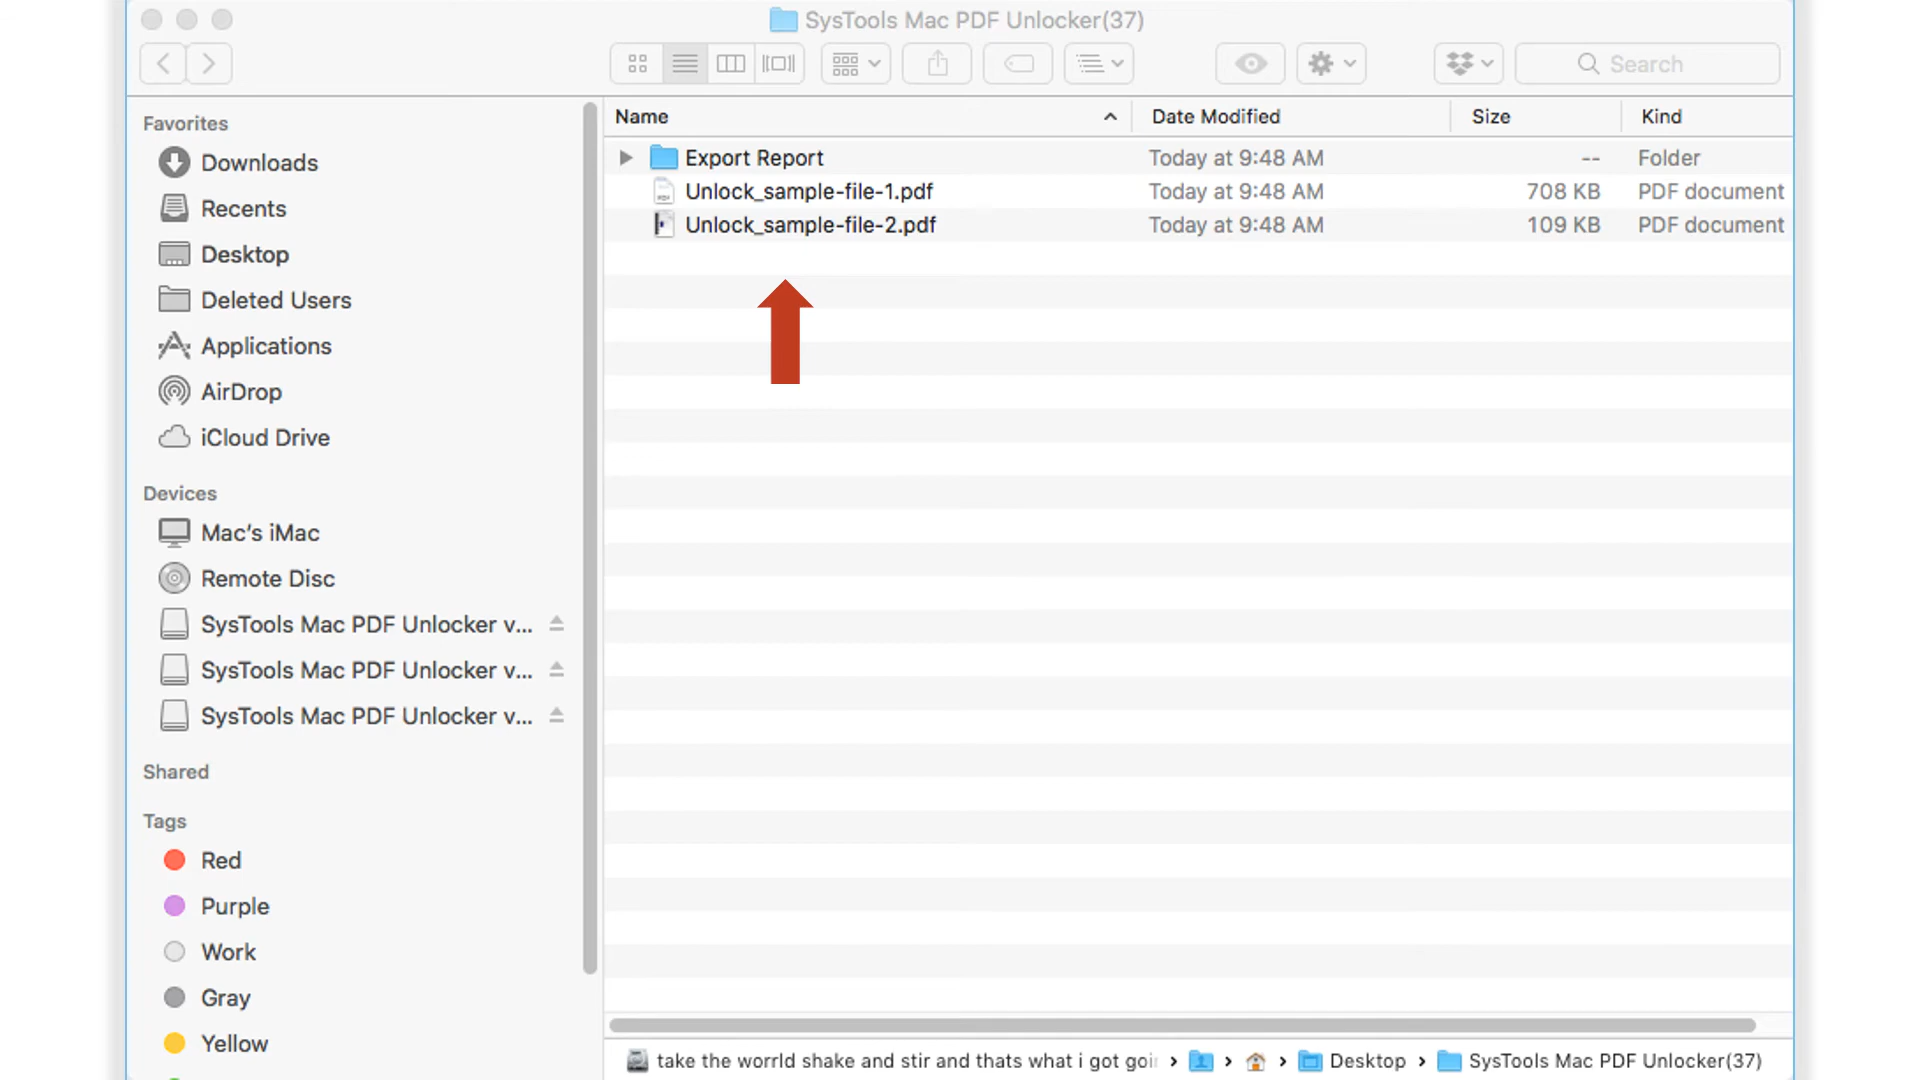 SysTools Mac PDF Unlocker(37)
Search
Favorites
Downloads
Recents
Desktop
Deleted Users
Applications
AirDrop
iCloud Drive
Devices
Mac’s iMac
Remote Disc
SysTools Mac PDF Unlocker v...
SysTools Mac PDF Unlocker v...
SysTools Mac PDF Unlocker v...
Shared
Tags
Red
Purple
Work
Gray
Yellow
Name Date Modified Size Kind
Export Report Today at 9:48 AM -- Folder
Unlock_sample-file-1.pdf Today at 9:48 AM 708 KB PDF document
Unlock_sample-file-2.pdf Today at 9:48 AM 109 KB PDF document
take the worrld shake and stir and thats what i got goi › › › Desktop › SysTools Mac PDF Unlocker(37)